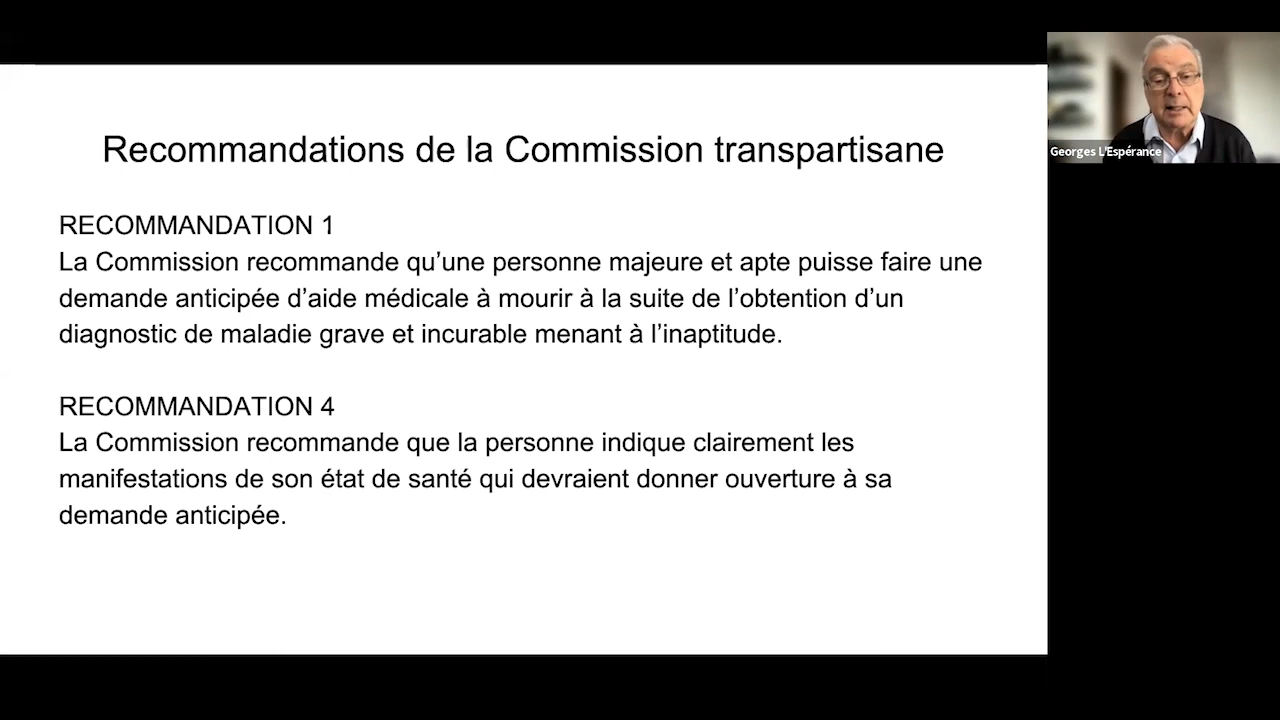 Recommandations de la Commission transpartisane
RECOMMANDATION 1
La Commission recommande qu’une personne majeure et apte puisse faire une
demande anticipée d’aide médicale à mourir à la suite de l’obtention d’un
diagnostic de maladie grave et incurable menant à l’inaptitude.
RECOMMANDATION 4
La Commission recommande que la personne indique clairement les
manifestations de son état de santé qui devraient donner ouverture à sa
demande anticipée.
Georges L'Espérance